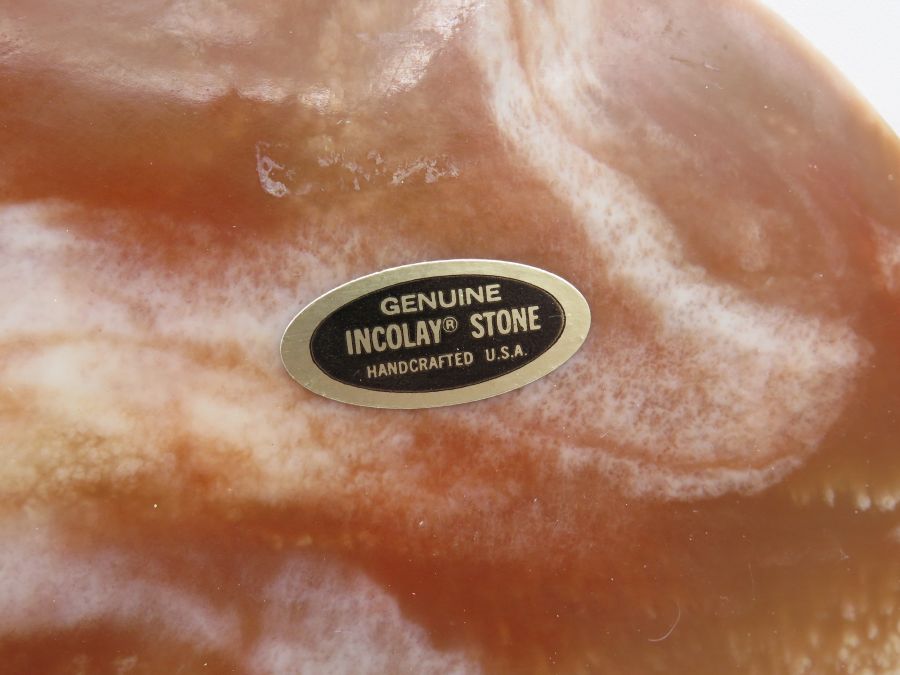 GENUINE
INCOLAY® STONE
HANDCRAFTED U.S.A.